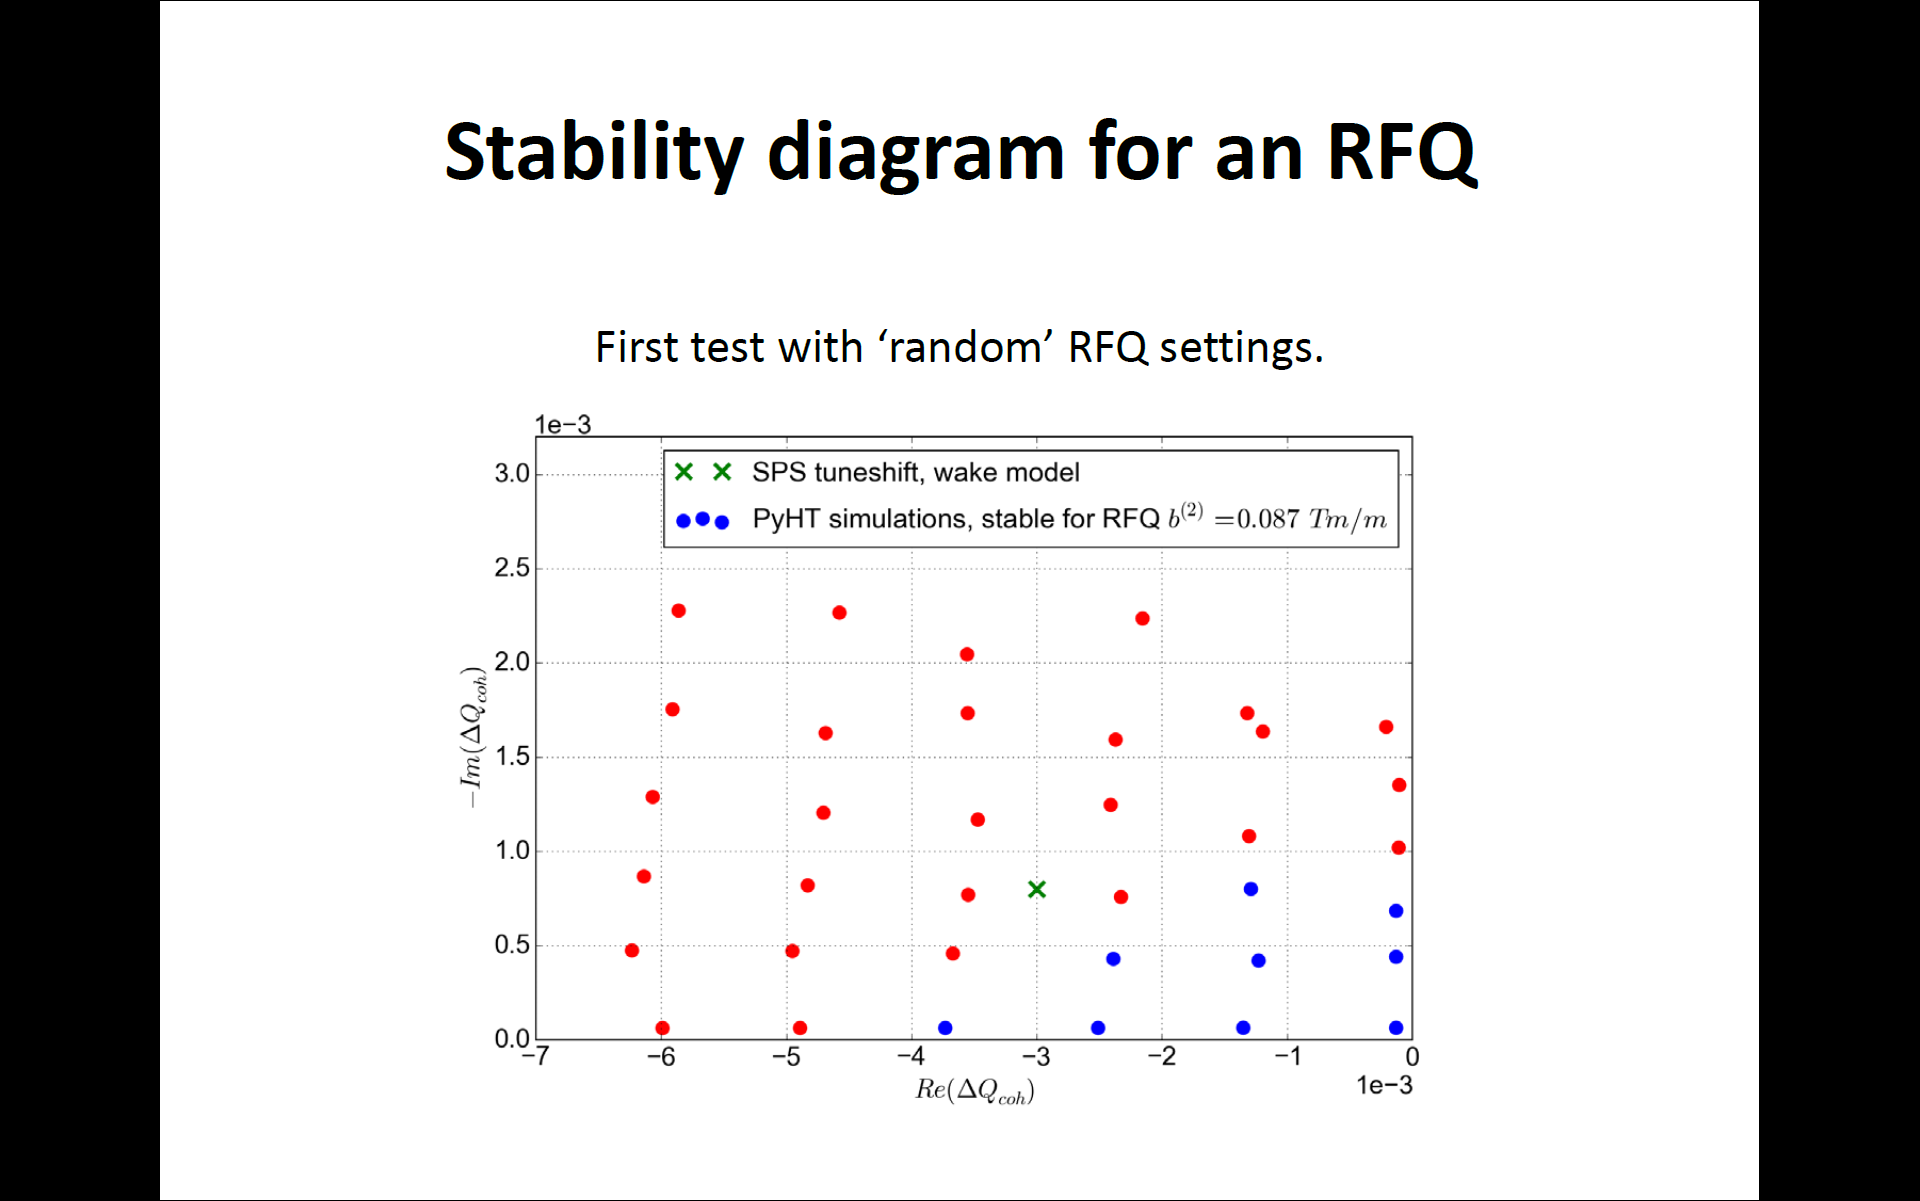 Stability diagram for an RFQ
First test with ‘random’ RFQ settings.
1e−3
SPS tuneshift, wake model
PyHT simulations, stable for RFQ b⁽²⁾ =0.087 Tm/m
3.0
2.5
2.0
1.5
1.0
0.5
0.0
−Im(ΔQ_coh)
−7 −6 −5 −4 −3 −2 −1 0
Re(ΔQ_coh)
1e−3